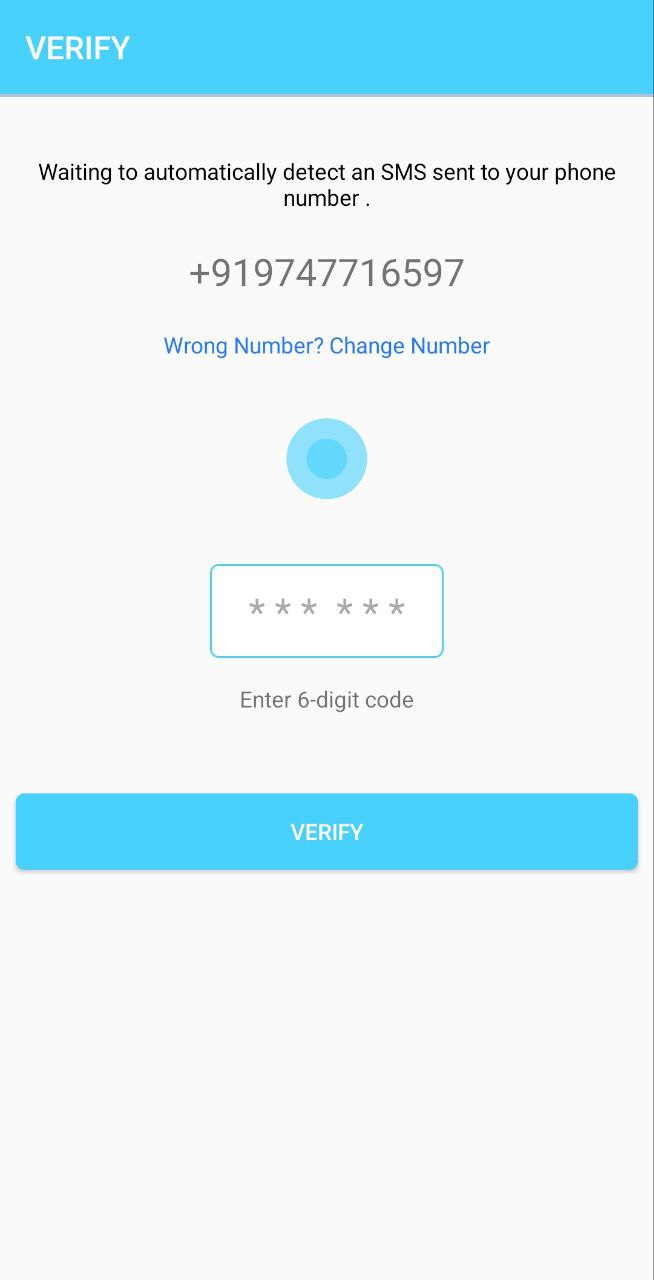 VERIFY
Waiting to automatically detect an SMS sent to your phone
number .
+919747716597
Wrong Number? Change Number
* * *  * * *
Enter 6-digit code
VERIFY